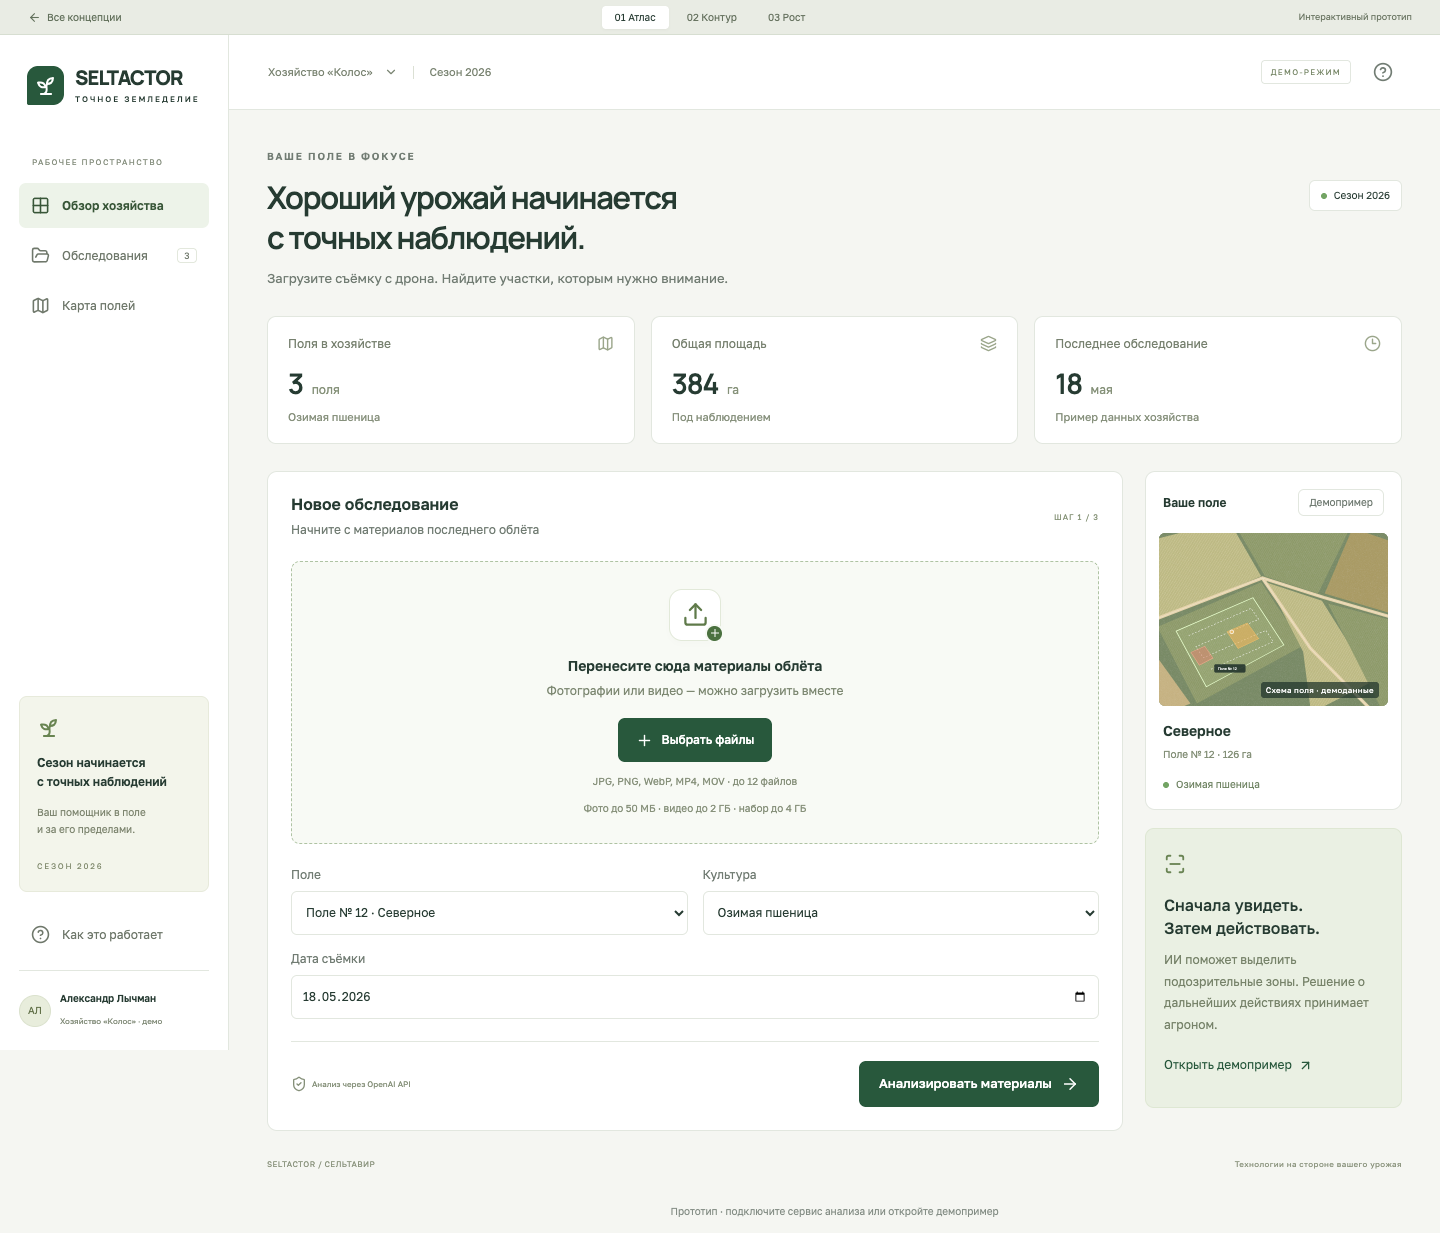 Все концепции
01 Атлас
02 Контур
03 Рост
Интерактивный прототип
SELTACTOR
ТОЧНОЕ ЗЕМЛЕДЕЛИЕ
Хозяйство «Колос»
Сезон 2026
ДЕМО-РЕЖИМ
РАБОЧЕЕ ПРОСТРАНСТВО
Обзор хозяйства
Обследования 3
Карта полей
Сезон начинается
с точных наблюдений
Ваш помощник в поле
и за его пределами.
СЕЗОН 2026
Как это работает
АЛ
Александр Лычман
Хозяйство «Колос» · демо
ВАШЕ ПОЛЕ В ФОКУСЕ
Хороший урожай начинается
с точных наблюдений.
Сезон 2026
Загрузите съёмку с дрона. Найдите участки, которым нужно внимание.
Поля в хозяйстве
3 поля
Озимая пшеница
Общая площадь
384 га
Под наблюдением
Последнее обследование
18 мая
Пример данных хозяйства
Новое обследование
Начните с материалов последнего облёта
ШАГ 1 / 3
Перенесите сюда материалы облёта
Фотографии или видео — можно загрузить вместе
Выбрать файлы
JPG, PNG, WebP, MP4, MOV · до 12 файлов
Фото до 50 МБ · видео до 2 ГБ · набор до 4 ГБ
Поле
Поле № 12 · Северное
Культура
Озимая пшеница
Дата съёмки
18.05.2026
Анализ через OpenAI API
Анализировать материалы
Ваше поле
Демопример
Поле № 12
Схема поля · демоданные
Северное
Поле № 12 · 126 га
Озимая пшеница
Сначала увидеть.
Затем действовать.
ИИ поможет выделить
подозрительные зоны. Решение о
дальнейших действиях принимает
агроном.
Открыть демопример
SELTACTOR / СЕЛЬТАВИР
Технологии на стороне вашего урожая
Прототип · подключите сервис анализа или откройте демопример